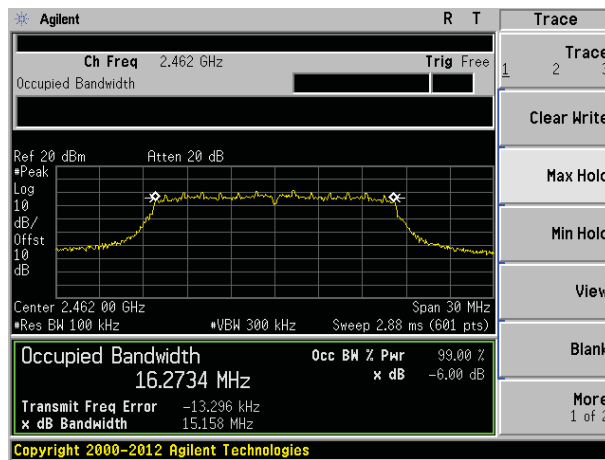 Agilent R T Trace
Ch Freq 2.462 GHz Trig Free
Occupied Bandwidth
Trace
1 2 3
Clear Write
Max Hold
Min Hold
View
Blank
More
1 of 2
Ref 20 dBm Atten 20 dB
#Peak
Log
10
dB/
Offst
10
dB
Center 2.462 00 GHz Span 30 MHz
#Res BW 100 kHz #VBW 300 kHz Sweep 2.88 ms (601 pts)
Occupied Bandwidth Occ BW % Pwr 99.00 %
16.2734 MHz x dB -6.00 dB
Transmit Freq Error -13.296 kHz
x dB Bandwidth 15.158 MHz
Copyright 2000-2012 Agilent Technologies